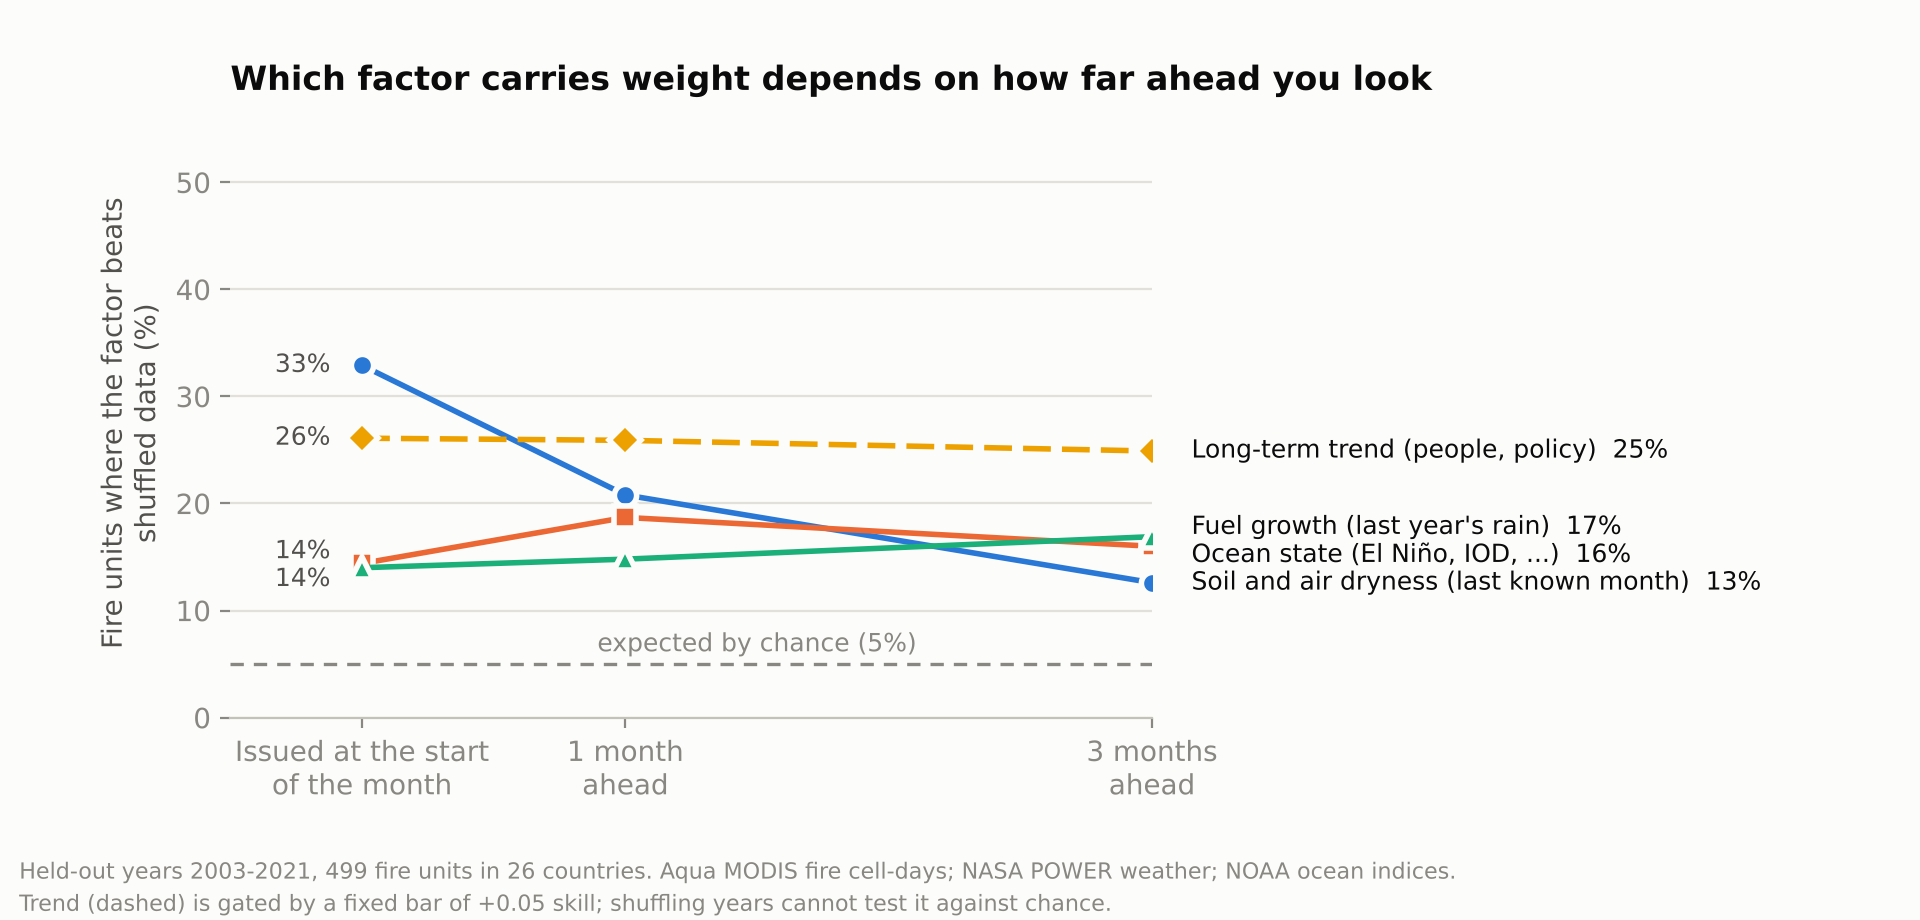 Which factor carries weight depends on how far ahead you look
Fire units where the factor beats
shuffled data (%)
50
40
30
20
10
0
33%
26%
14%
14%
Long-term trend (people, policy) 25%
Fuel growth (last year's rain) 17%
Ocean state (El Niño, IOD, ...) 16%
Soil and air dryness (last known month) 13%
expected by chance (5%)
Issued at the start
of the month
1 month
ahead
3 months
ahead
Held-out years 2003-2021, 499 fire units in 26 countries. Aqua MODIS fire cell-days; NASA POWER weather; NOAA ocean indices.
Trend (dashed) is gated by a fixed bar of +0.05 skill; shuffling years cannot test it against chance.